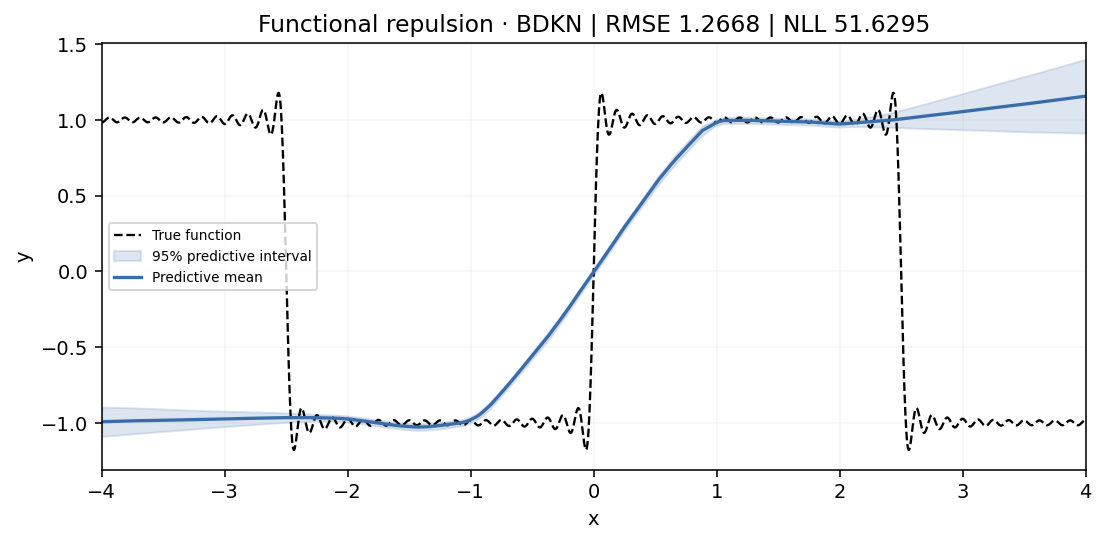 Functional repulsion · BDKN | RMSE 1.2668 | NLL 51.6295
1.5
1.0
0.5
0.0
−0.5
−1.0
y
True function
95% predictive interval
Predictive mean
−4
−3
−2
−1
0
1
2
3
4
x